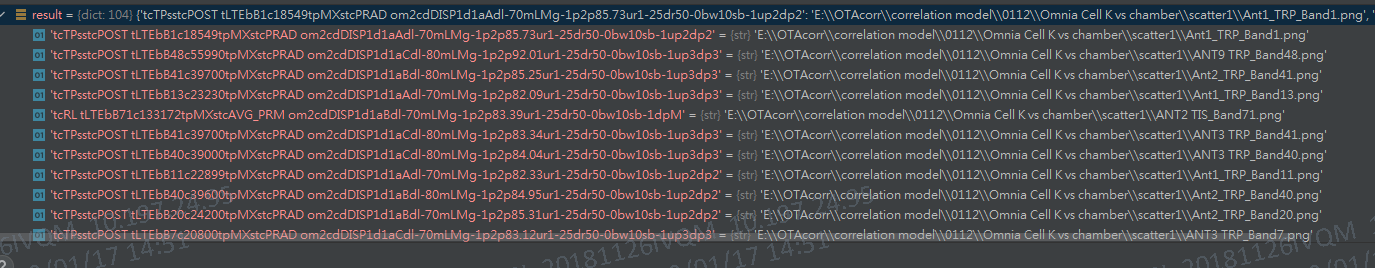 result = {dict: 104} {'tcTPsstcPOST tLTEbB1c18549tpMXstcPRAD om2cdDISP1d1aAdl-70mLMg-1p2p85.73ur1-25dr50-0bw10sb-1up2dp2': 'E:\\OTAcorr\\correlation model\\0112\\Omnia Cell K vs chamber\\scatter1\\Ant1_TRP_Band1.png', '
01 'tcTPsstcPOST tLTEbB1c18549tpMXstcPRAD om2cdDISP1d1aAdl-70mLMg-1p2p85.73ur1-25dr50-0bw10sb-1up2dp2' = {str} 'E:\\OTAcorr\\correlation model\\0112\\Omnia Cell K vs chamber\\scatter1\\Ant1_TRP_Band1.png'
01 'tcTPsstcPOST tLTEbB48c55990tpMXstcPRAD om2cdDISP1d1aCdl-80mLMg-1p2p92.01ur1-25dr50-0bw10sb-1up3dp3' = {str} 'E:\\OTAcorr\\correlation model\\0112\\Omnia Cell K vs chamber\\scatter1\\ANT9 TRP_Band48.png'
01 'tcTPsstcPOST tLTEbB41c39700tpMXstcPRAD om2cdDISP1d1aBdl-80mLMg-1p2p85.25ur1-25dr50-0bw10sb-1up3dp3' = {str} 'E:\\OTAcorr\\correlation model\\0112\\Omnia Cell K vs chamber\\scatter1\\Ant2_TRP_Band41.png'
01 'tcTPsstcPOST tLTEbB13c23230tpMXstcPRAD om2cdDISP1d1aAdl-70mLMg-1p2p82.09ur1-25dr50-0bw10sb-1up3dp3' = {str} 'E:\\OTAcorr\\correlation model\\0112\\Omnia Cell K vs chamber\\scatter1\\Ant1_TRP_Band13.png'
01 'tcRL tLTEbB71c133172tpMXstcAVG_PRM om2cdDISP1d1aBdl-70mLMg-1p2p83.39ur1-25dr50-0bw10sb-1dpM' = {str} 'E:\\OTAcorr\\correlation model\\0112\\Omnia Cell K vs chamber\\scatter1\\ANT2 TIS_Band71.png'
01 'tcTPsstcPOST tLTEbB41c39700tpMXstcPRAD om2cdDISP1d1aCdl-80mLMg-1p2p83.34ur1-25dr50-0bw10sb-1up3dp3' = {str} 'E:\\OTAcorr\\correlation model\\0112\\Omnia Cell K vs chamber\\scatter1\\ANT3 TRP_Band41.png'
01 'tcTPsstcPOST tLTEbB40c39000tpMXstcPRAD om2cdDISP1d1aCdl-80mLMg-1p2p84.04ur1-25dr50-0bw10sb-1up3dp3' = {str} 'E:\\OTAcorr\\correlation model\\0112\\Omnia Cell K vs chamber\\scatter1\\ANT3 TRP_Band40.png'
01 'tcTPsstcPOST tLTEbB11c22899tpMXstcPRAD om2cdDISP1d1aCdl-70mLMg-1p2p82.33ur1-25dr50-0bw10sb-1up2dp2' = {str} 'E:\\OTAcorr\\correlation model\\0112\\Omnia Cell K vs chamber\\scatter1\\Ant2_TRP_Band11.png'
01 'tcTPsstcPOST tLTEbB40c39600tpMXstcPRAD om2cdDISP1d1aBdl-80mLMg-1p2p84.95ur1-25dr50-0bw10sb-1up2dp2' = {str} 'E:\\OTAcorr\\correlation model\\0112\\Omnia Cell K vs chamber\\scatter1\\Ant2_TRP_Band40.png'
01 'tcTPsstcPOST tLTEbB20c24200tpMXstcPRAD om2cdDISP1d1aBdl-70mLMg-1p2p85.31ur1-25dr50-0bw10sb-1up2dp2' = {str} 'E:\\OTAcorr\\correlation model\\0112\\Omnia Cell K vs chamber\\scatter1\\Ant2_TRP_Band20.png'
01 'tcTPsstcPOST tLTEbB7c20800tpMXstcPRAD om2cdDISP1d1aCdl-70mLMg-1p2p83.12ur1-25dr50-0bw10sb-1up3dp3' = {str} 'E:\\OTAcorr\\correlation model\\0112\\Omnia Cell K vs chamber\\scatter1\\ANT3 TRP_Band7.png'